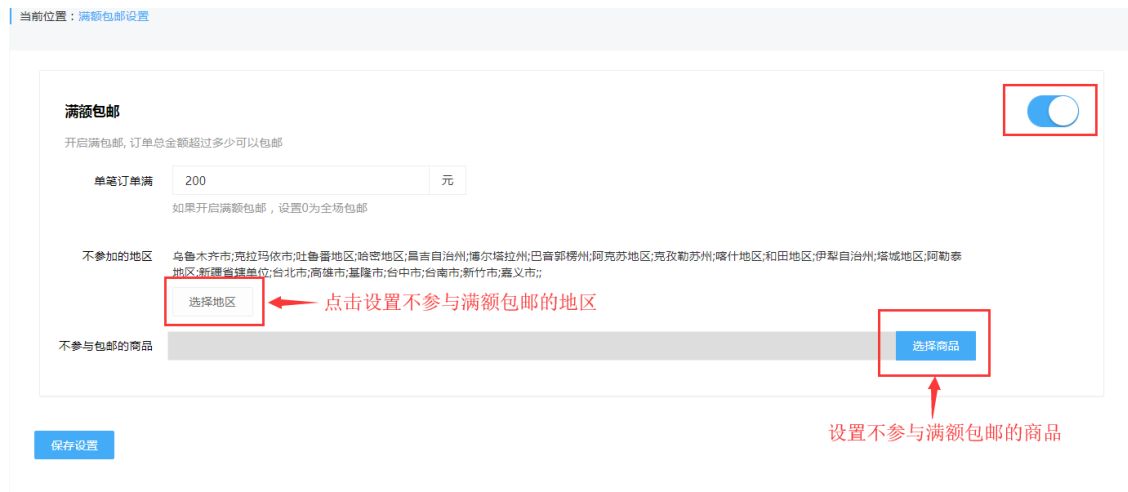 当前位置：满额包邮设置
满额包邮
开启满包邮, 订单总金额超过多少可以包邮
单笔订单满 200 元
如果开启满额包邮，设置0为全场包邮
不参加的地区 乌鲁木齐市;克拉玛依市;吐鲁番地区;哈密地区;昌吉自治州;博尔塔拉州;巴音郭楞州;阿克苏地区;克孜勒苏州;喀什地区;和田地区;伊犁自治州;塔城地区;阿勒泰
地区;新疆省辖单位;台北市;高雄市;基隆市;台中市;台南市;新竹市;嘉义市;;
选择地区 点击设置不参与满额包邮的地区
不参与包邮的商品 选择商品
设置不参与满额包邮的商品
保存设置